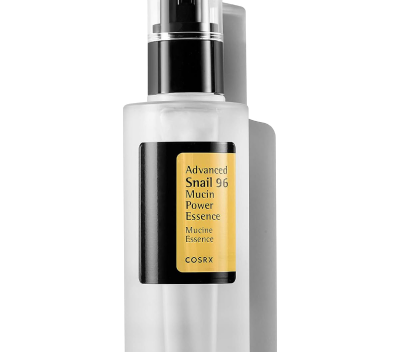 Advanced
Snail 96
Mucin
Power
Essence
Mucine
Essence
COSRX